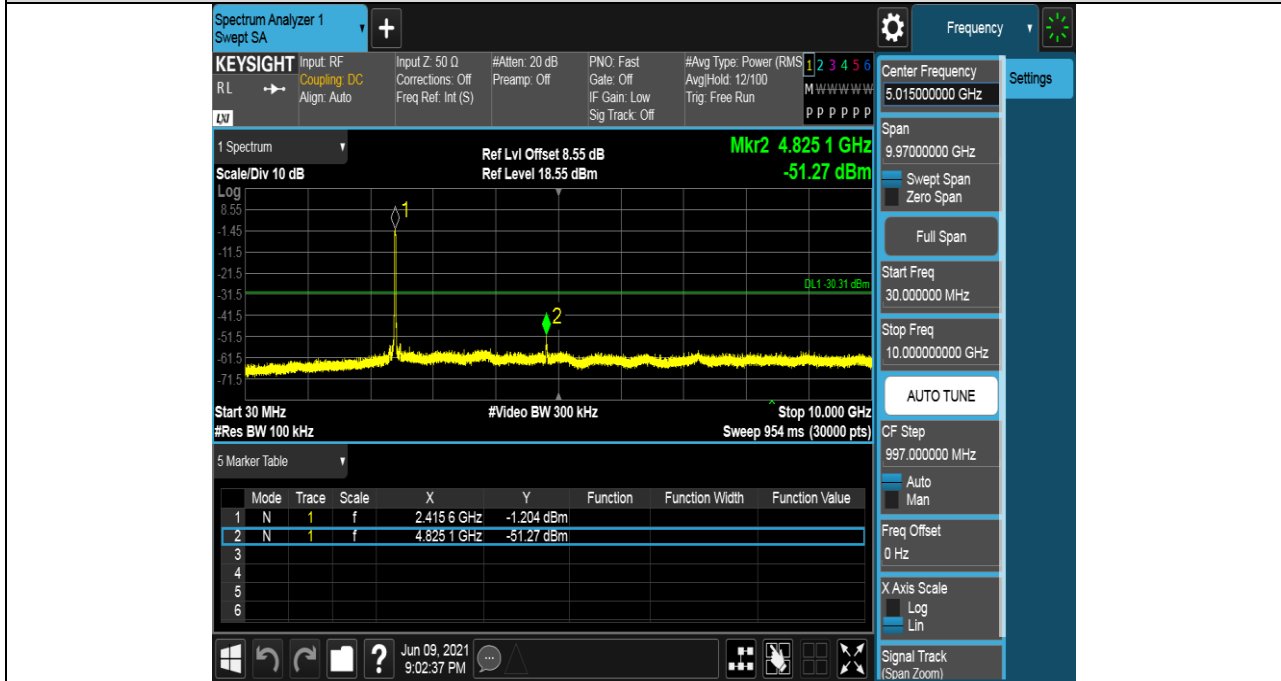 Spectrum Analyzer 1
Swept SA
+
Frequency
KEYSIGHT
RL
LXI
Input: RF
Coupling: DC
Align: Auto
Input Z: 50 Ω
Corrections: Off
Freq Ref: Int (S)
#Atten: 20 dB
Preamp: Off
PNO: Fast
Gate: Off
IF Gain: Low
Sig Track: Off
#Avg Type: Power (RMS
Avg|Hold: 12/100
Trig: Free Run
1 2 3 4 5 6
M W W W W W
P P P P P P
1 Spectrum
Scale/Div 10 dB
Ref Lvl Offset 8.55 dB
Ref Level 18.55 dBm
Mkr2 4.825 1 GHz
-51.27 dBm
Log
8.55
-1.45
-11.5
-21.5
-31.5
-41.5
-51.5
-61.5
-71.5
1
2
DL1 -30.31 dBm
Start 30 MHz
#Video BW 300 kHz
Stop 10.000 GHz
#Res BW 100 kHz
Sweep 954 ms (30000 pts)
5 Marker Table
Mode Trace Scale X Y Function Function Width Function Value
1 N 1 f 2.415 6 GHz -1.204 dBm
2 N 1 f 4.825 1 GHz -51.27 dBm
3
4
5
6
?
Jun 09, 2021
9:02:37 PM
Center Frequency
5.015000000 GHz
Settings
Span
9.97000000 GHz
Swept Span
Zero Span
Full Span
Start Freq
30.000000 MHz
Stop Freq
10.000000000 GHz
AUTO TUNE
CF Step
997.000000 MHz
Auto
Man
Freq Offset
0 Hz
X Axis Scale
Log
Lin
Signal Track
(Span Zoom)